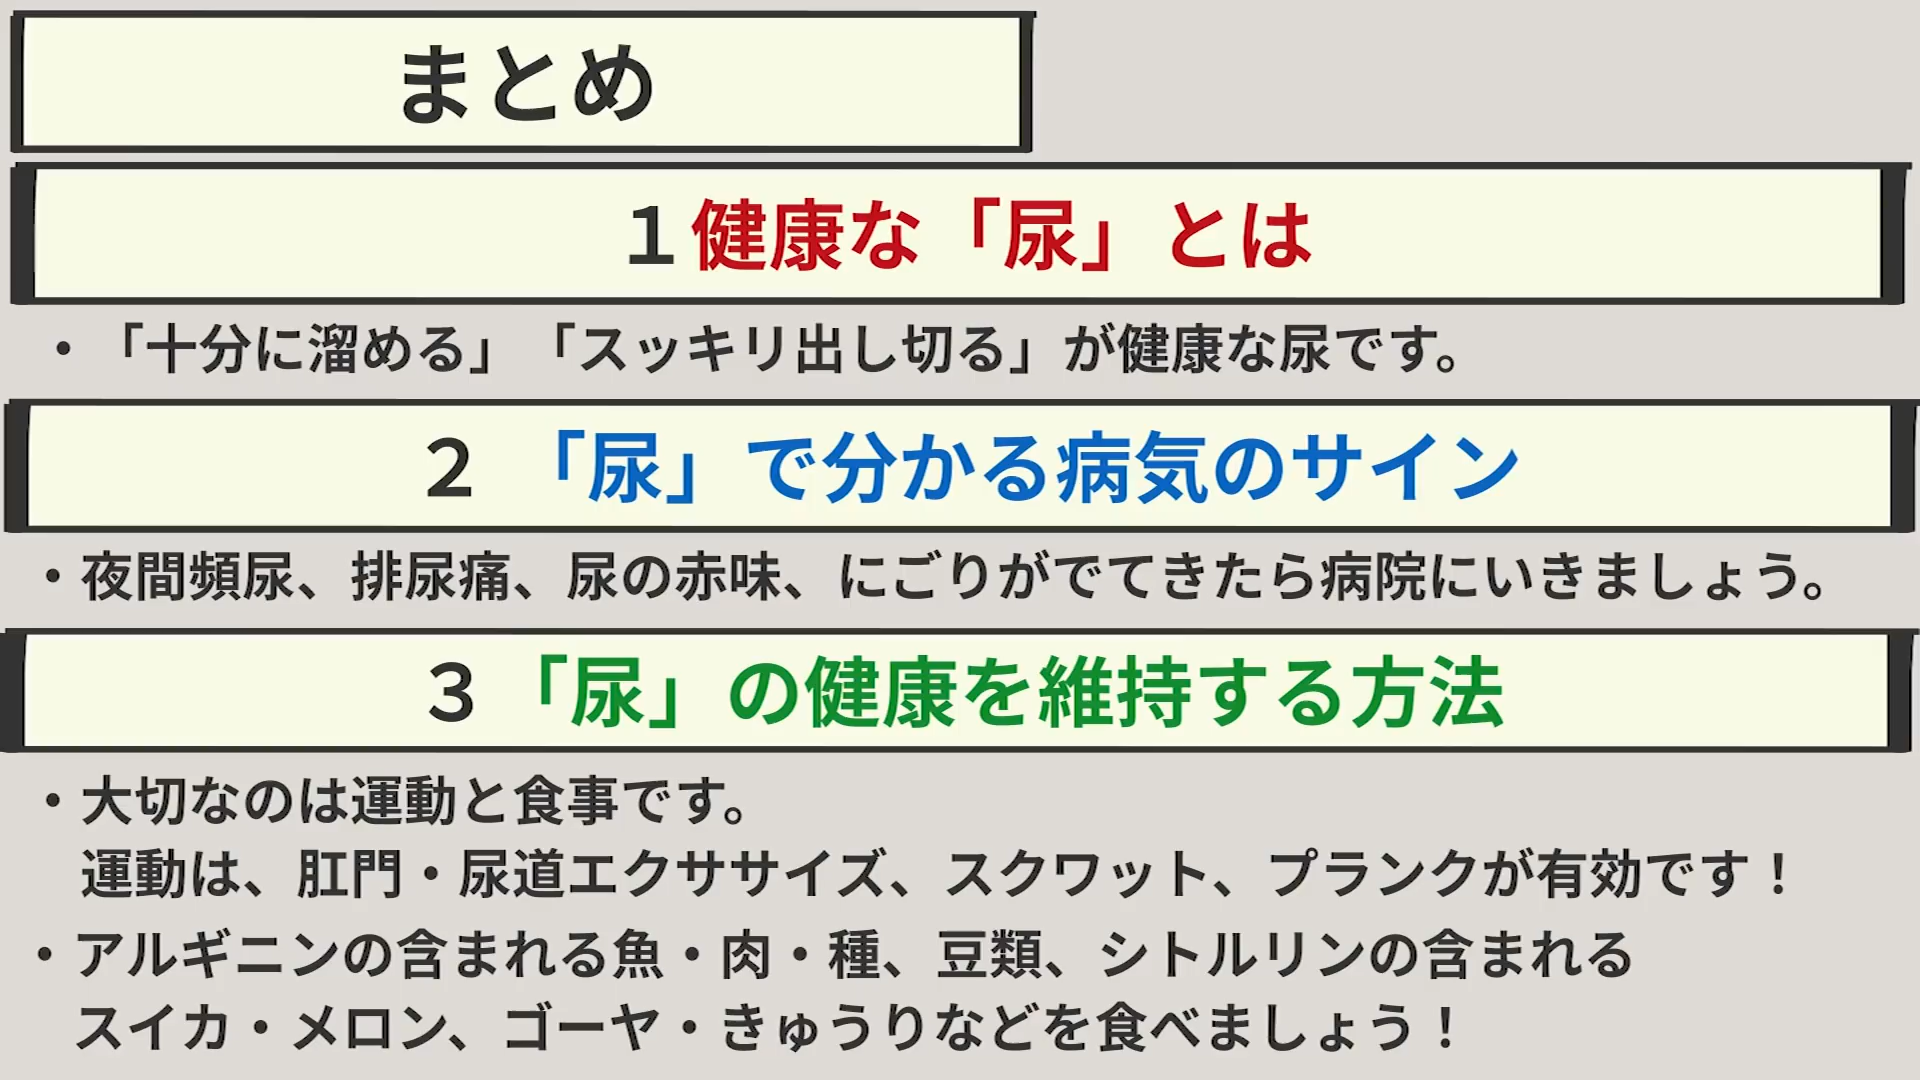 まとめ
１健康な「尿」とは
・「十分に溜める」「スッキリ出し切る」が健康な尿です。
２ 「尿」で分かる病気のサイン
・夜間頻尿、排尿痛、尿の赤味、にごりがでてきたら病院にいきましょう。
３「尿」の健康を維持する方法
・大切なのは運動と食事です。
運動は、肛門・尿道エクササイズ、スクワット、プランクが有効です！
・アルギニンの含まれる魚・肉・種、豆類、シトルリンの含まれる
スイカ・メロン、ゴーヤ・きゅうりなどを食べましょう！